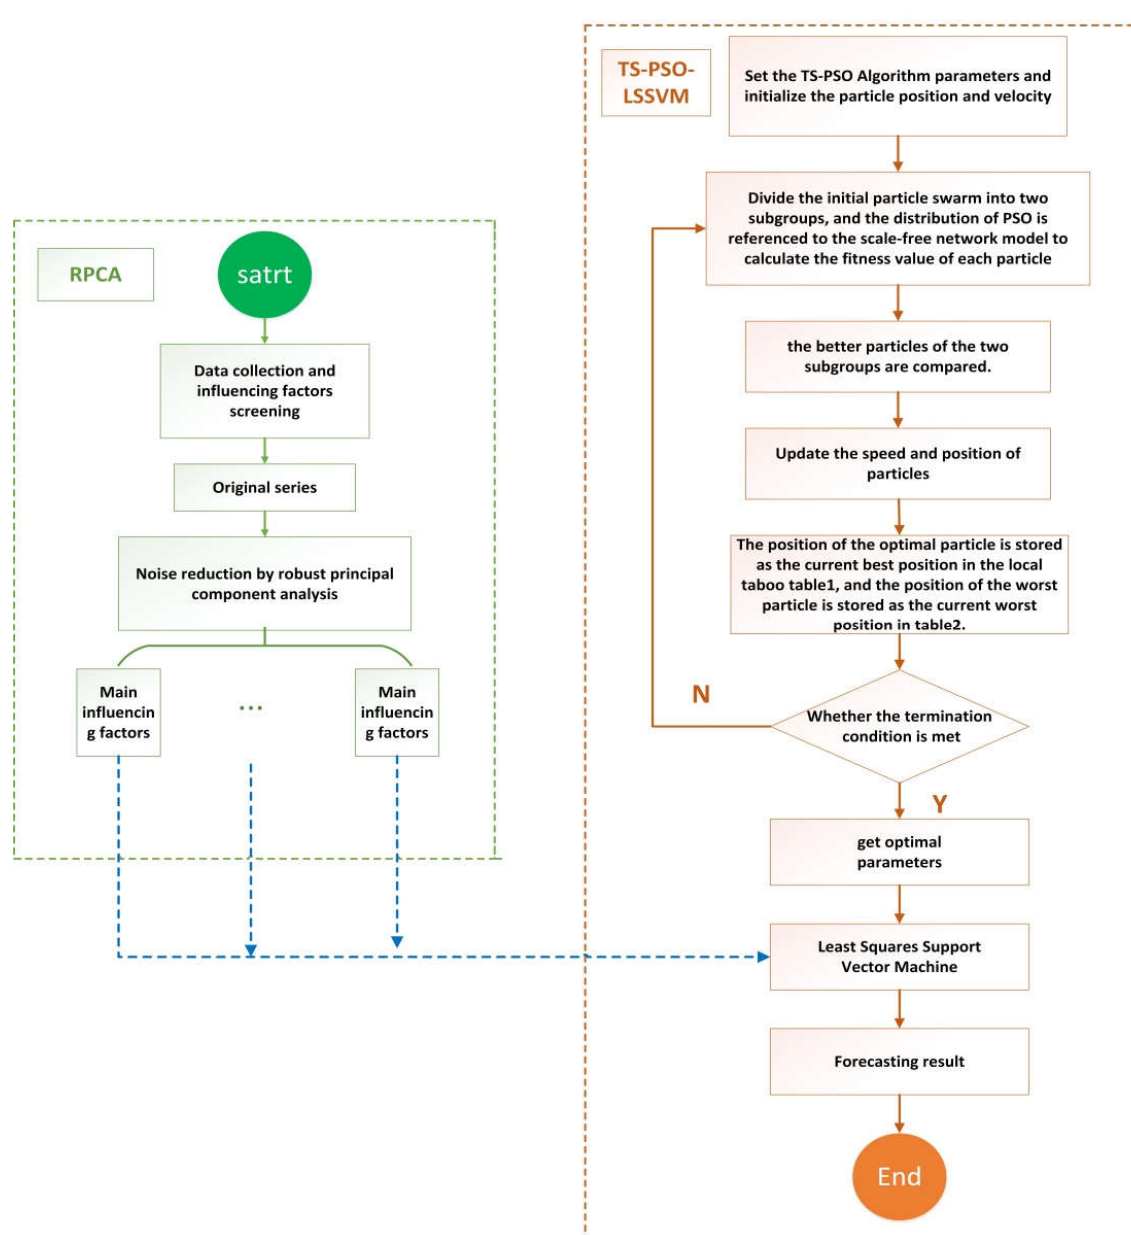 RPCA
satrt
Data collection and
influencing factors
screening
Original series
Noise reduction by robust principal
component analysis
Main
influencin
g factors
...
Main
influencin
g factors
TS-PSO-
LSSVM
Set the TS-PSO Algorithm parameters and
initialize the particle position and velocity
Divide the initial particle swarm into two
subgroups, and the distribution of PSO is
referenced to the scale-free network model to
calculate the fitness value of each particle
the better particles of the two
subgroups are compared.
Update the speed and position of
particles
The position of the optimal particle is stored
as the current best position in the local
taboo table1, and the position of the worst
particle is stored as the current worst
position in table2.
N
Whether the termination
condition is met
Y
get optimal
parameters
Least Squares Support
Vector Machine
Forecasting result
End